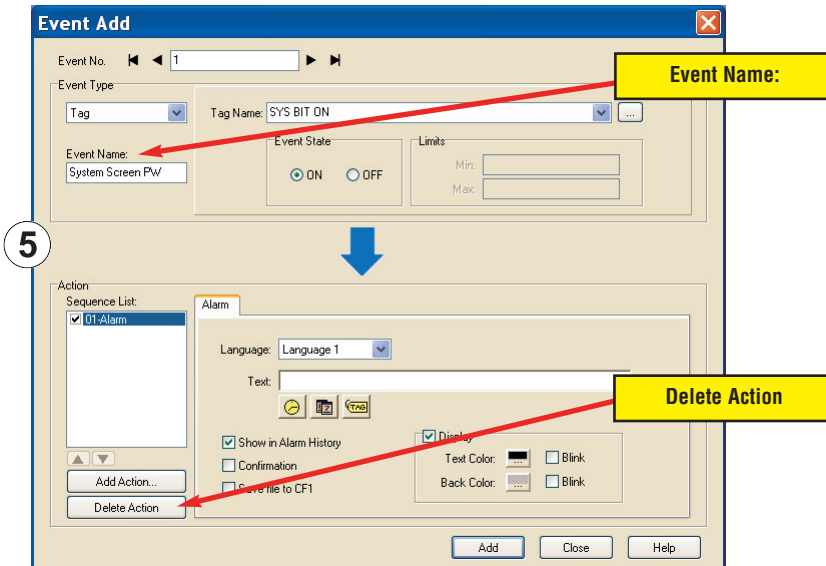 Event Add
Event No. 1
Event Name:
Event Type
Tag
Tag Name: SYS BIT ON ...
Event Name:
System Screen PW
Event State
ON OFF
Limits
Min:
Max:
5
Action
Sequence List:
01-Alarm
Alarm
Language: Language 1
Text:
TAG
Delete Action
Show in Alarm History
Confirmation
Save file to CF1
Display
Text Color: ... Blink
Back Color: ... Blink
Add Action...
Delete Action
Add Close Help